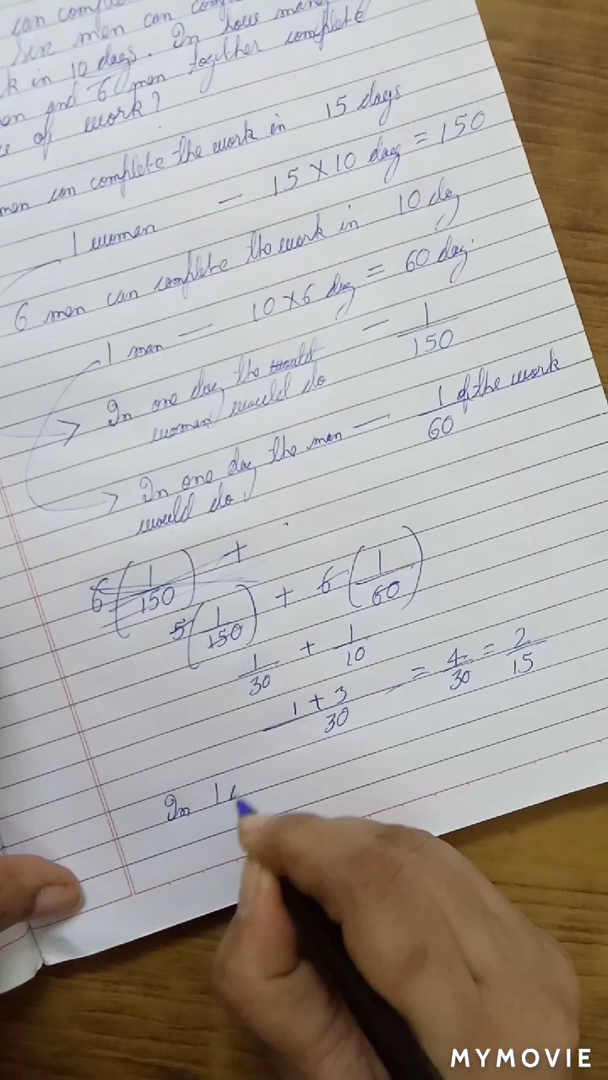 can
six men can
k in 10 days. In how many
men and 6 men together complete
of work?
men can complete the work in 15 days
1 women — 15 × 10 day = 150
6 men can complete the work in 10 day
1 man — 10 × 6 day = 60 day.
In one day the would
women would do — 1/150
In one day the men — 1/60 of the work
would do
6(1/150) +
5(1/150) + 6(1/60)
1/30 + 1/10
1 + 3/30 = 4/30 = 2/15
In 1
MYMOVIE